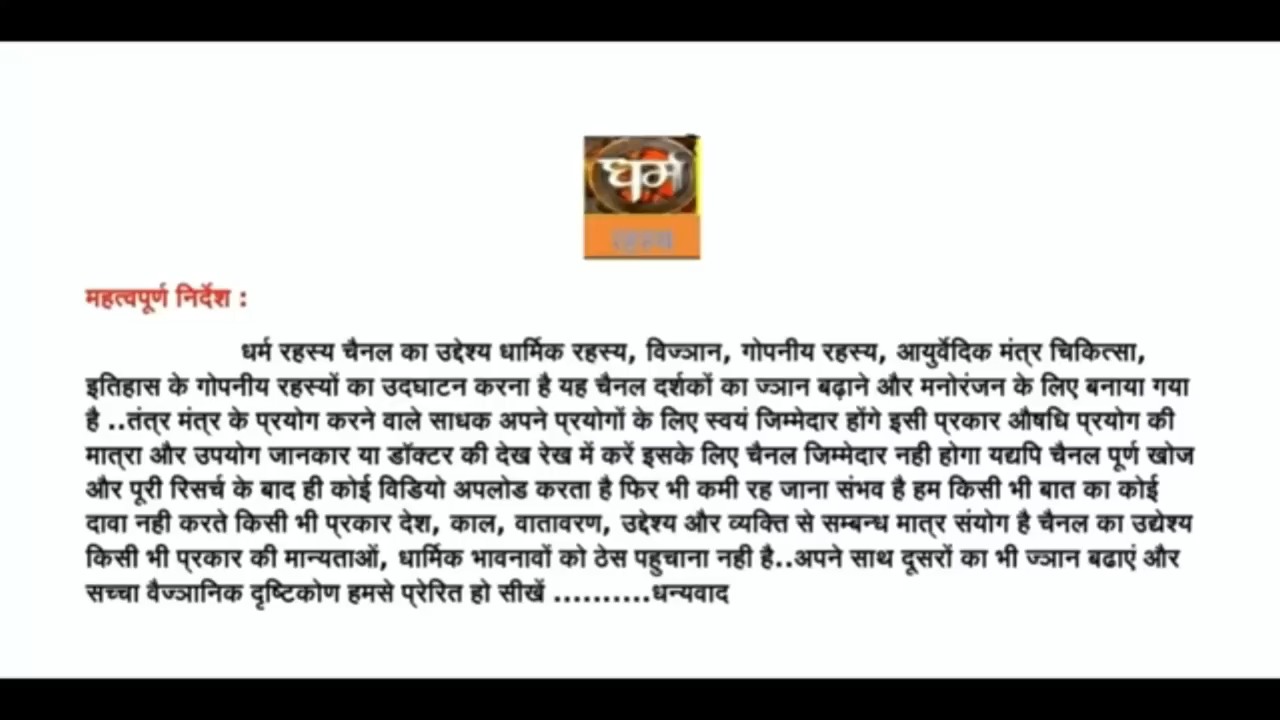 धर्म
रहस्य
महत्वपूर्ण निर्देश :
धर्म रहस्य चैनल का उद्देश्य धार्मिक रहस्य, विज्ञान, गोपनीय रहस्य, आयुर्वेदिक मंत्र चिकित्सा,
इतिहास के गोपनीय रहस्यों का उदघाटन करना है यह चैनल दर्शकों का ज्ञान बढ़ाने और मनोरंजन के लिए बनाया गया
है ..तंत्र मंत्र के प्रयोग करने वाले साधक अपने प्रयोगों के लिए स्वयं जिम्मेदार होंगे इसी प्रकार औषधि प्रयोग की
मात्रा और उपयोग जानकार या डॉक्टर की देख रेख में करें इसके लिए चैनल जिम्मेदार नही होगा यद्यपि चैनल पूर्ण खोज
और पूरी रिसर्च के बाद ही कोई विडियो अपलोड करता है फिर भी कमी रह जाना संभव है हम किसी भी बात का कोई
दावा नही करते किसी भी प्रकार देश, काल, वातावरण, उद्देश्य और व्यक्ति से सम्बन्ध मात्र संयोग है चैनल का उद्येश्य
किसी भी प्रकार की मान्यताओं, धार्मिक भावनावों को ठेस पहुचाना नही है..अपने साथ दूसरों का भी ज्ञान बढाएं और
सच्चा वैज्ञानिक दृष्टिकोण हमसे प्रेरित हो सीखें ..........धन्यवाद